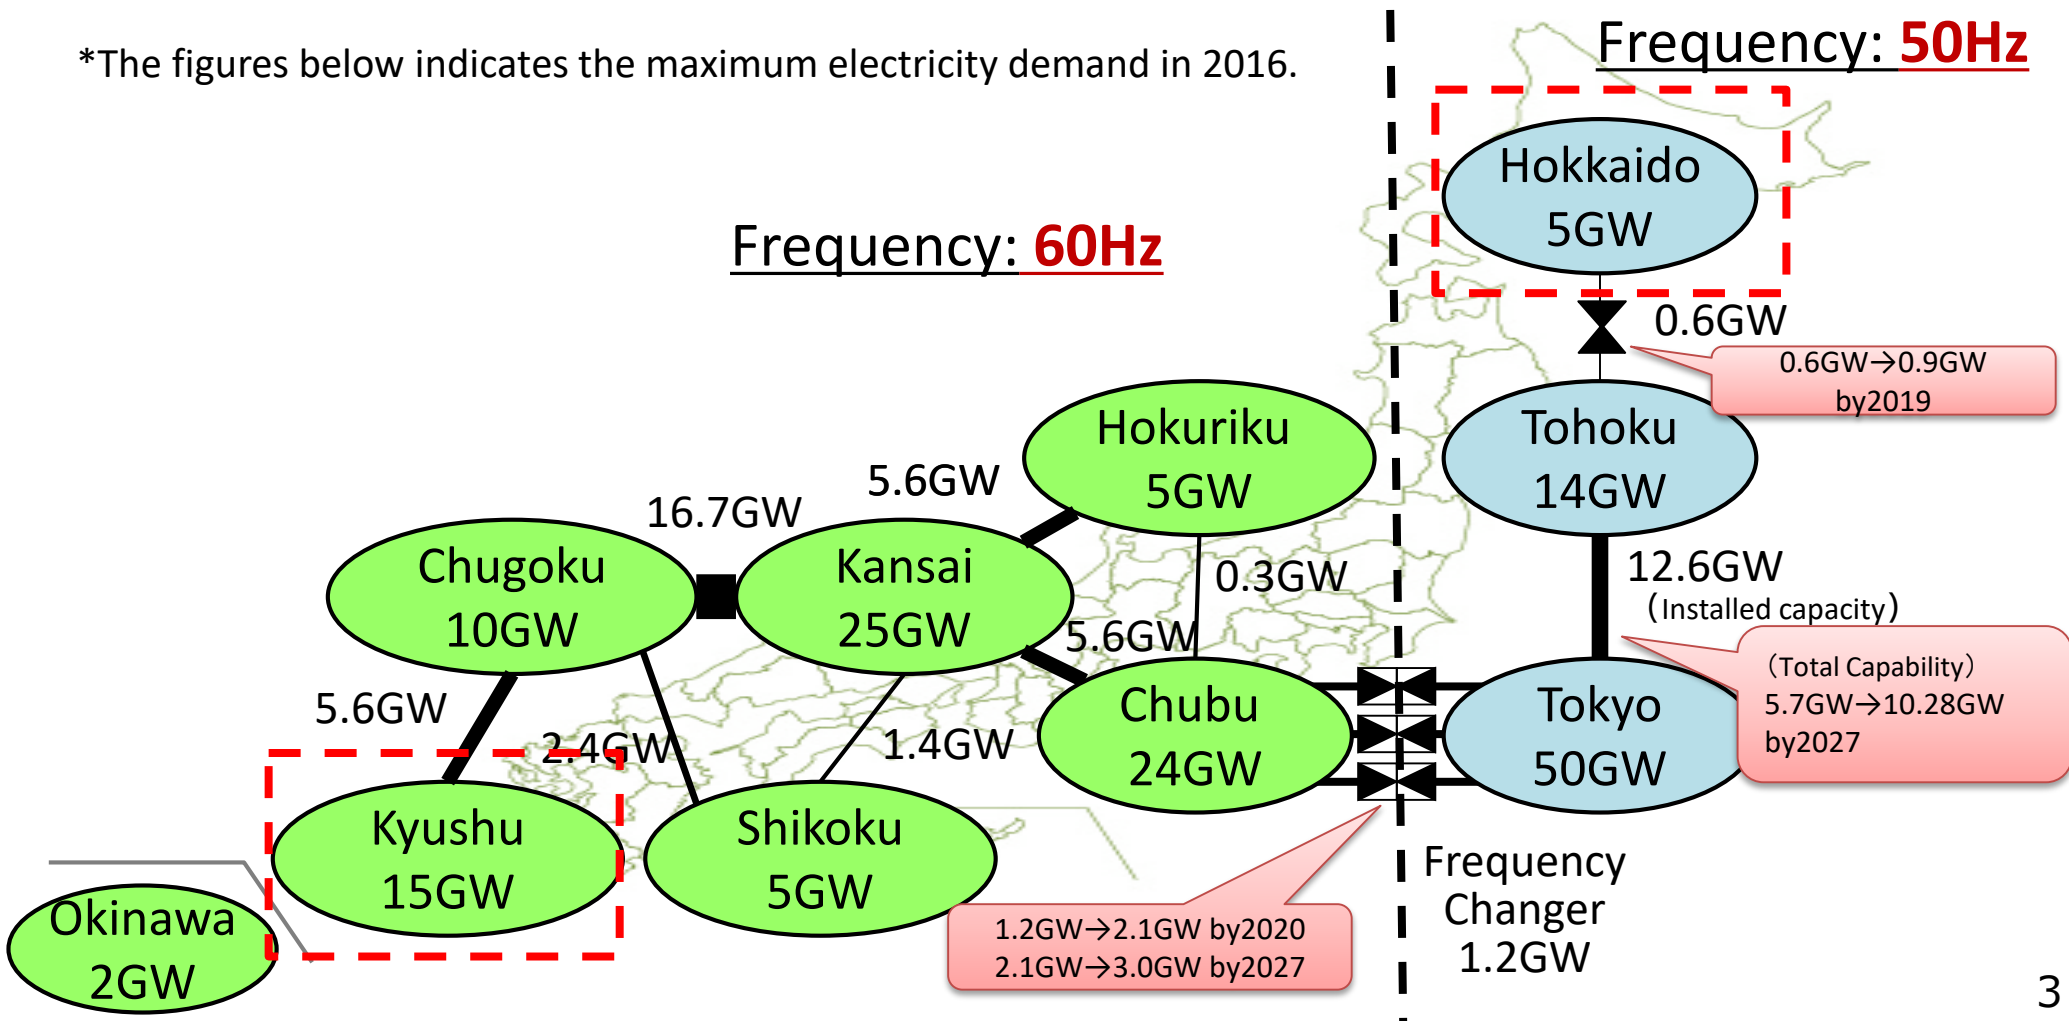 *The figures below indicates the maximum electricity demand in 2016.
Frequency: 50Hz
Frequency: 60Hz
Hokkaido
5GW
0.6GW
0.6GW→0.9GW
by2019
Hokuriku
5GW
Tohoku
14GW
5.6GW
16.7GW
Chugoku
10GW
Kansai
25GW
0.3GW
12.6GW
(Installed capacity)
5.6GW
(Total Capability)
5.7GW→10.28GW
by2027
5.6GW
2.4GW
1.4GW
Chubu
24GW
Tokyo
50GW
Kyushu
15GW
Shikoku
5GW
Okinawa
2GW
1.2GW→2.1GW by2020
2.1GW→3.0GW by2027
Frequency
Changer
1.2GW
3